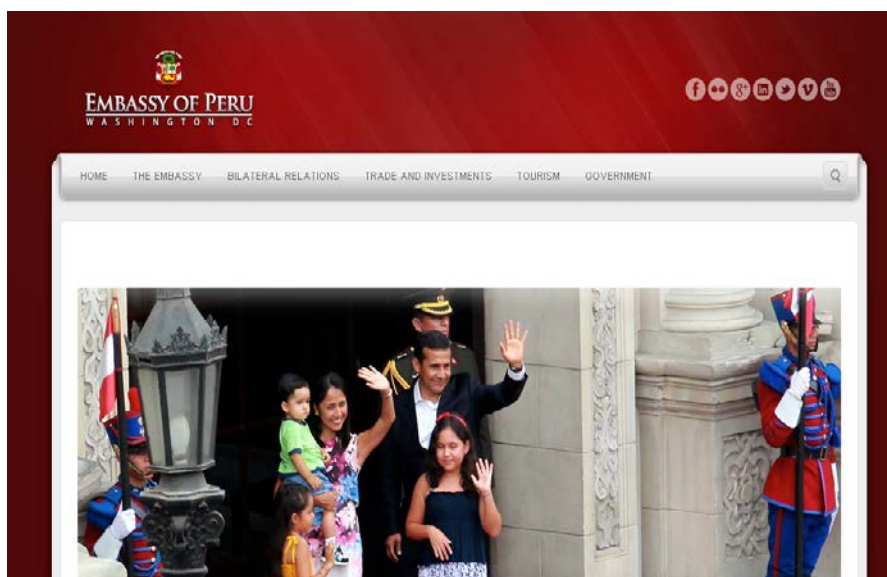 EMBASSY OF PERU
WASHINGTON DC
HOME THE EMBASSY BILATERAL RELATIONS TRADE AND INVESTMENTS TOURISM GOVERNMENT